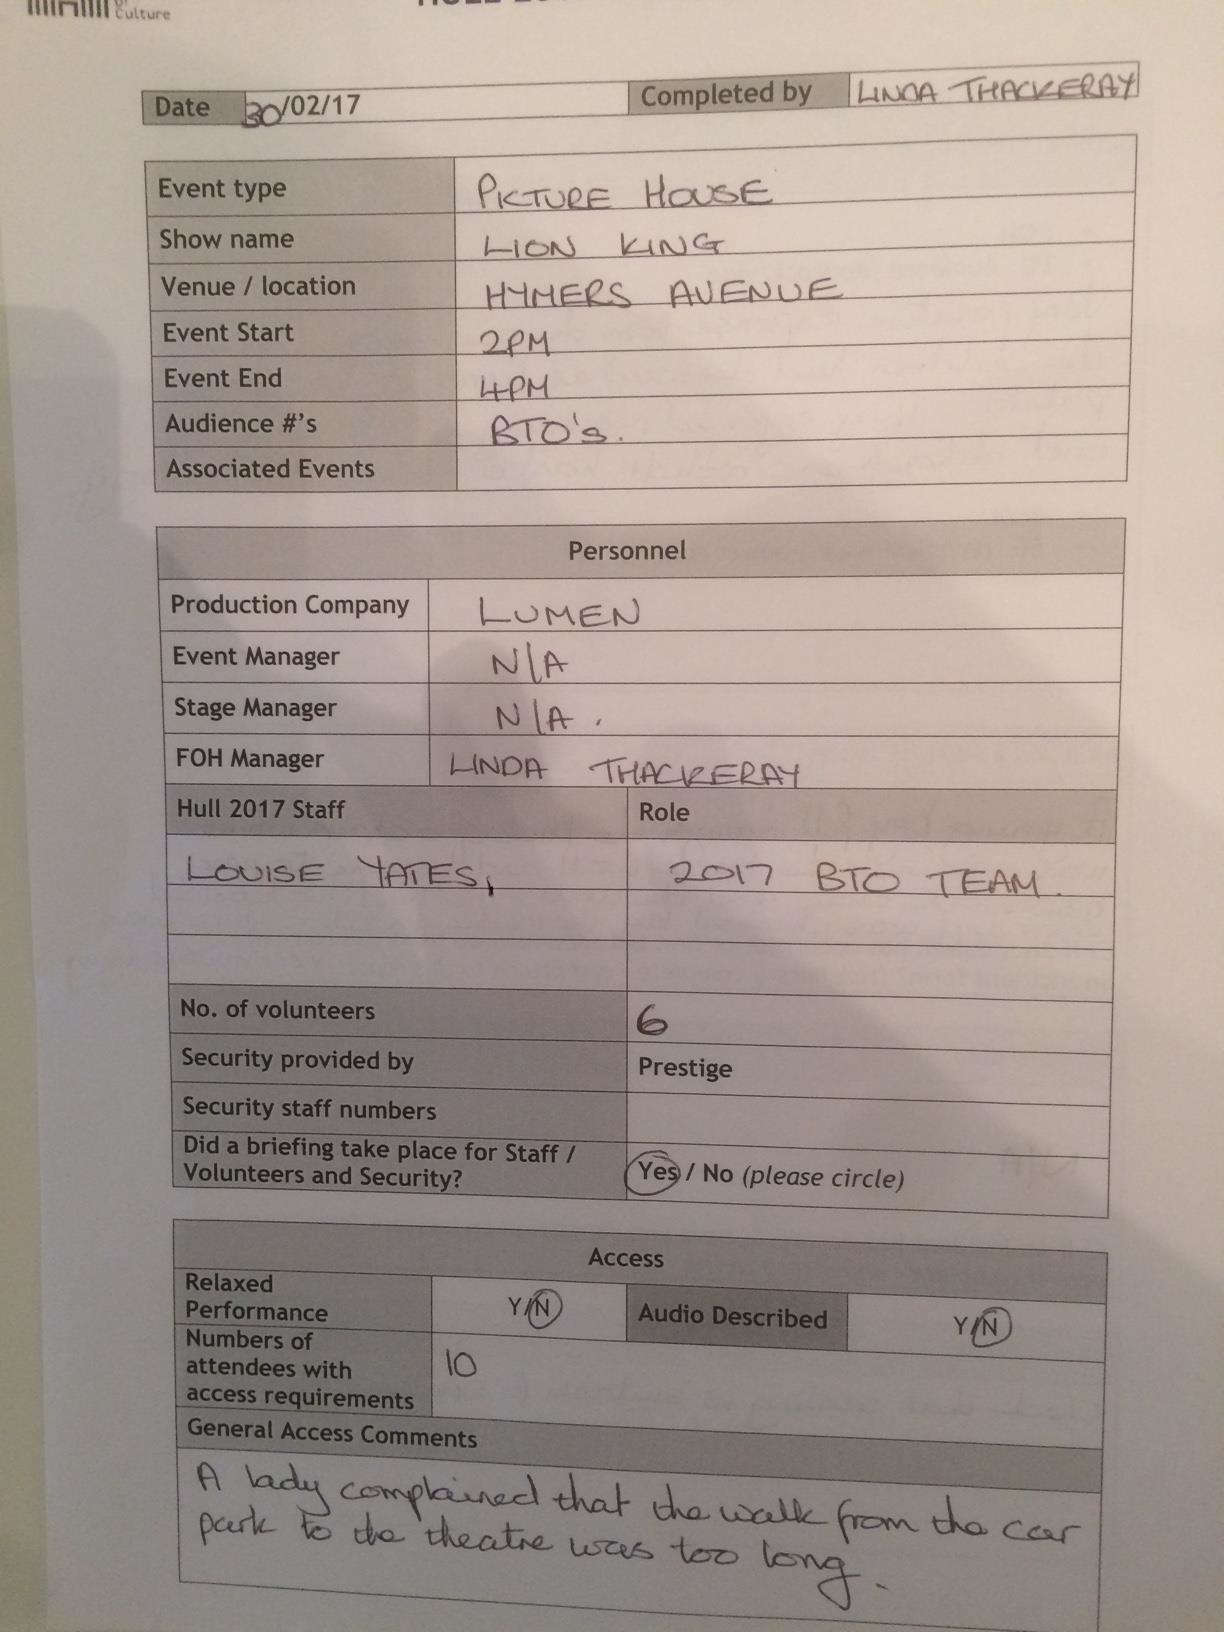 Culture
Date 30/02/17 Completed by LINDA THACKERAY
Event type PICTURE HOUSE
Show name LION KING
Venue / location HYMERS AVENUE
Event Start 2PM
Event End 4PM
Audience #'s BTO's.
Associated Events
Personnel
Production Company LUMEN
Event Manager N/A
Stage Manager N/A.
FOH Manager LINDA THACKERAY
Hull 2017 Staff Role
LOUISE YATES, 2017 BTO TEAM.
No. of volunteers 6
Security provided by Prestige
Security staff numbers
Did a briefing take place for Staff /
Volunteers and Security? Yes / No (please circle)
Access
Relaxed
Performance Y/N Audio Described Y/N
Numbers of
attendees with
access requirements 10
General Access Comments
A lady complained that the walk from the car
park to the theatre was too long.